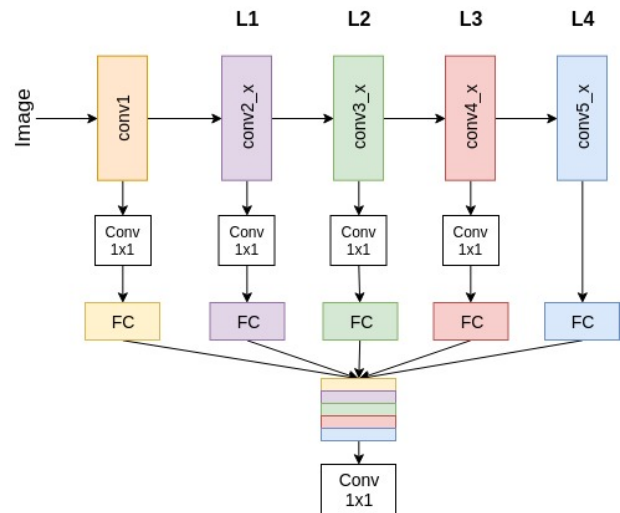 L1 L2 L3 L4
Image
conv1
conv2_x
conv3_x
conv4_x
conv5_x
Conv
1x1
Conv
1x1
Conv
1x1
Conv
1x1
FC
FC
FC
FC
FC
Conv
1x1